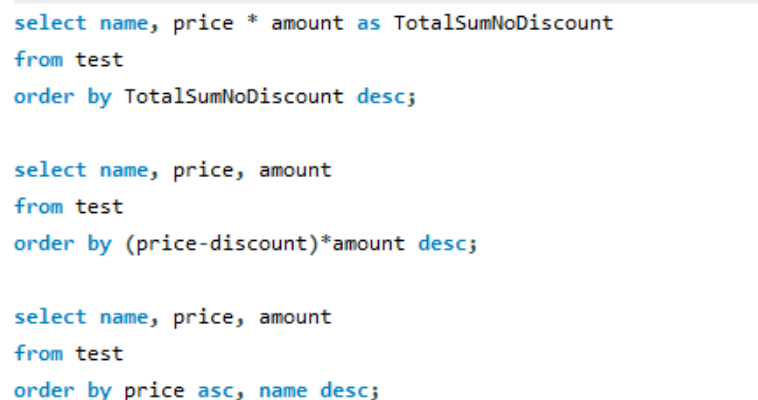 select name, price * amount as TotalSumNoDiscount
from test
order by TotalSumNoDiscount desc;
select name, price, amount
from test
order by (price-discount)*amount desc;
select name, price, amount
from test
order by price asc, name desc;